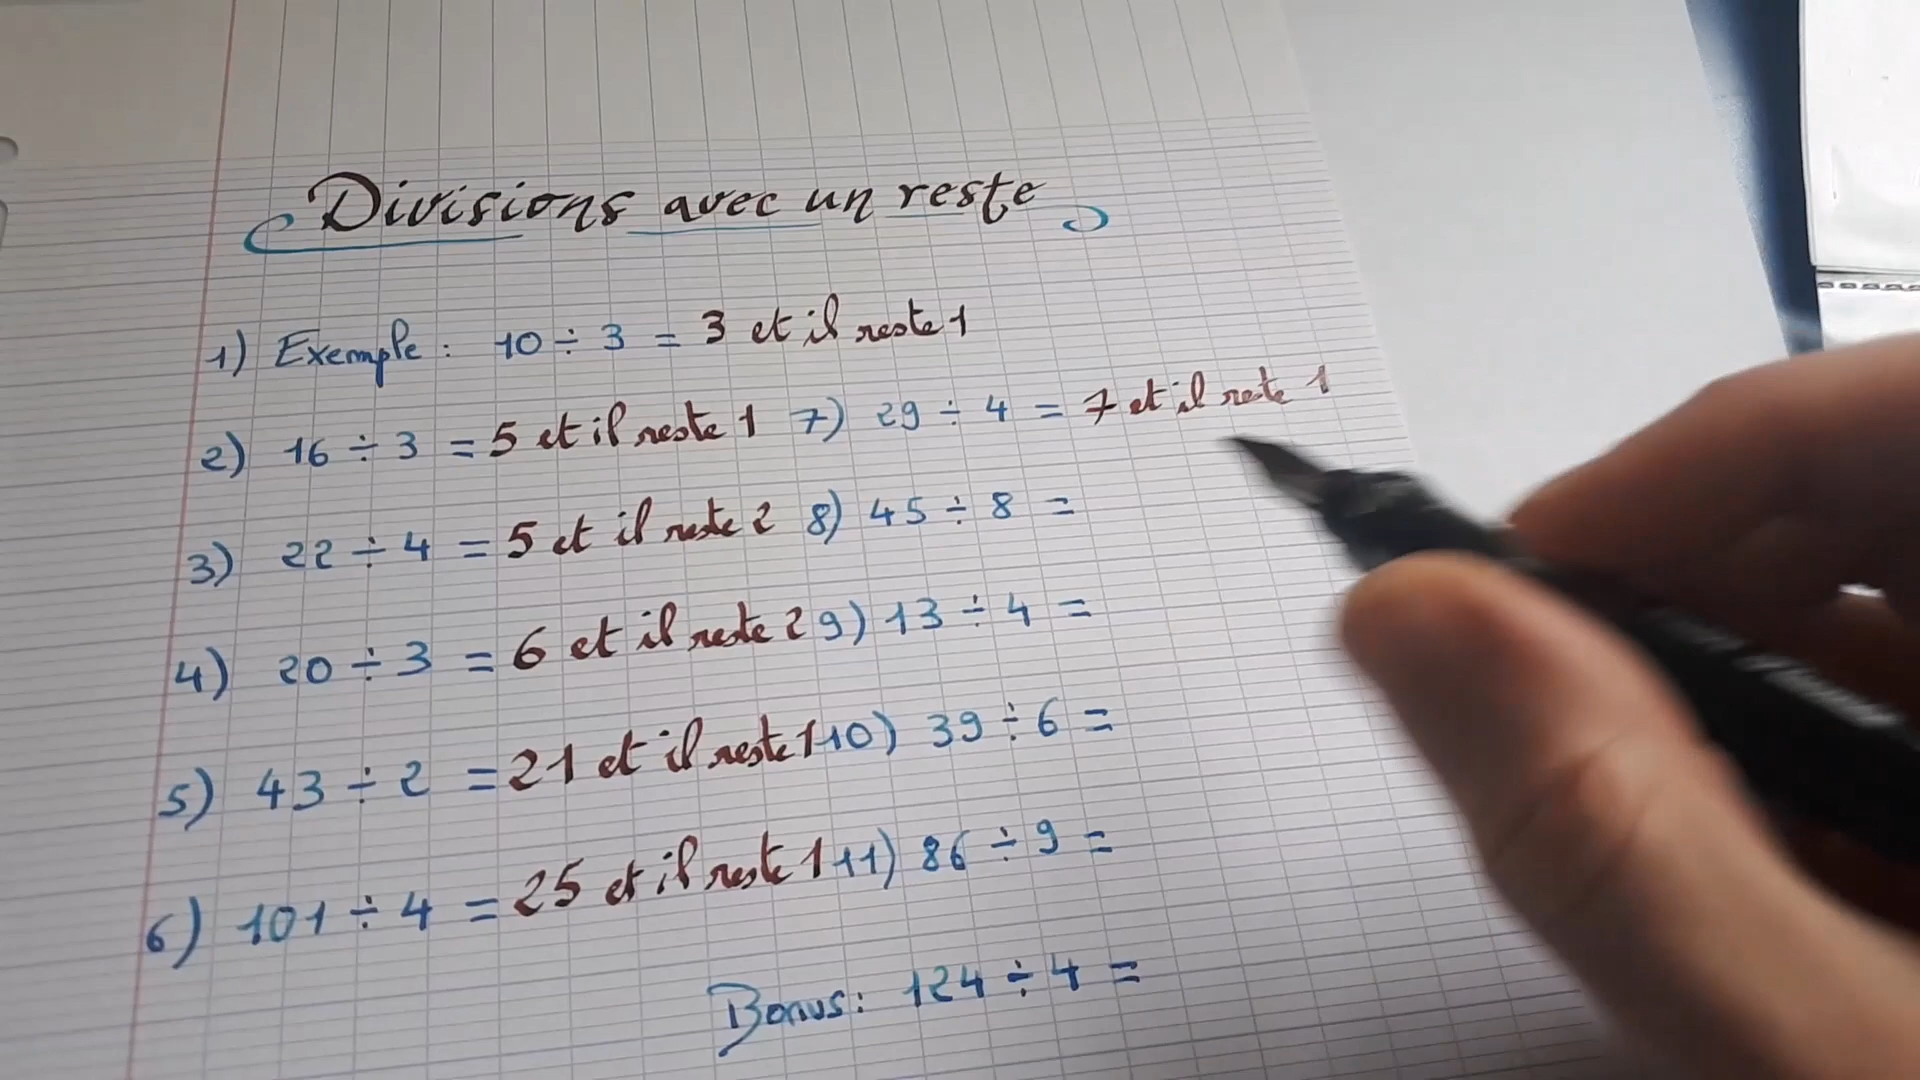 Divisions avec un reste
1) Exemple : 10 ÷ 3 = 3 et il reste 1
2) 16 ÷ 3 = 5 et il reste 1
3) 22 ÷ 4 = 5 et il reste 2
4) 20 ÷ 3 = 6 et il reste 2
5) 43 ÷ 2 = 21 et il reste 1
6) 101 ÷ 4 = 25 et il reste 1
7) 29 ÷ 4 = 7 et il reste 1
8) 45 ÷ 8 =
9) 13 ÷ 4 =
10) 39 ÷ 6 =
11) 86 ÷ 9 =
Bonus : 124 ÷ 4 =